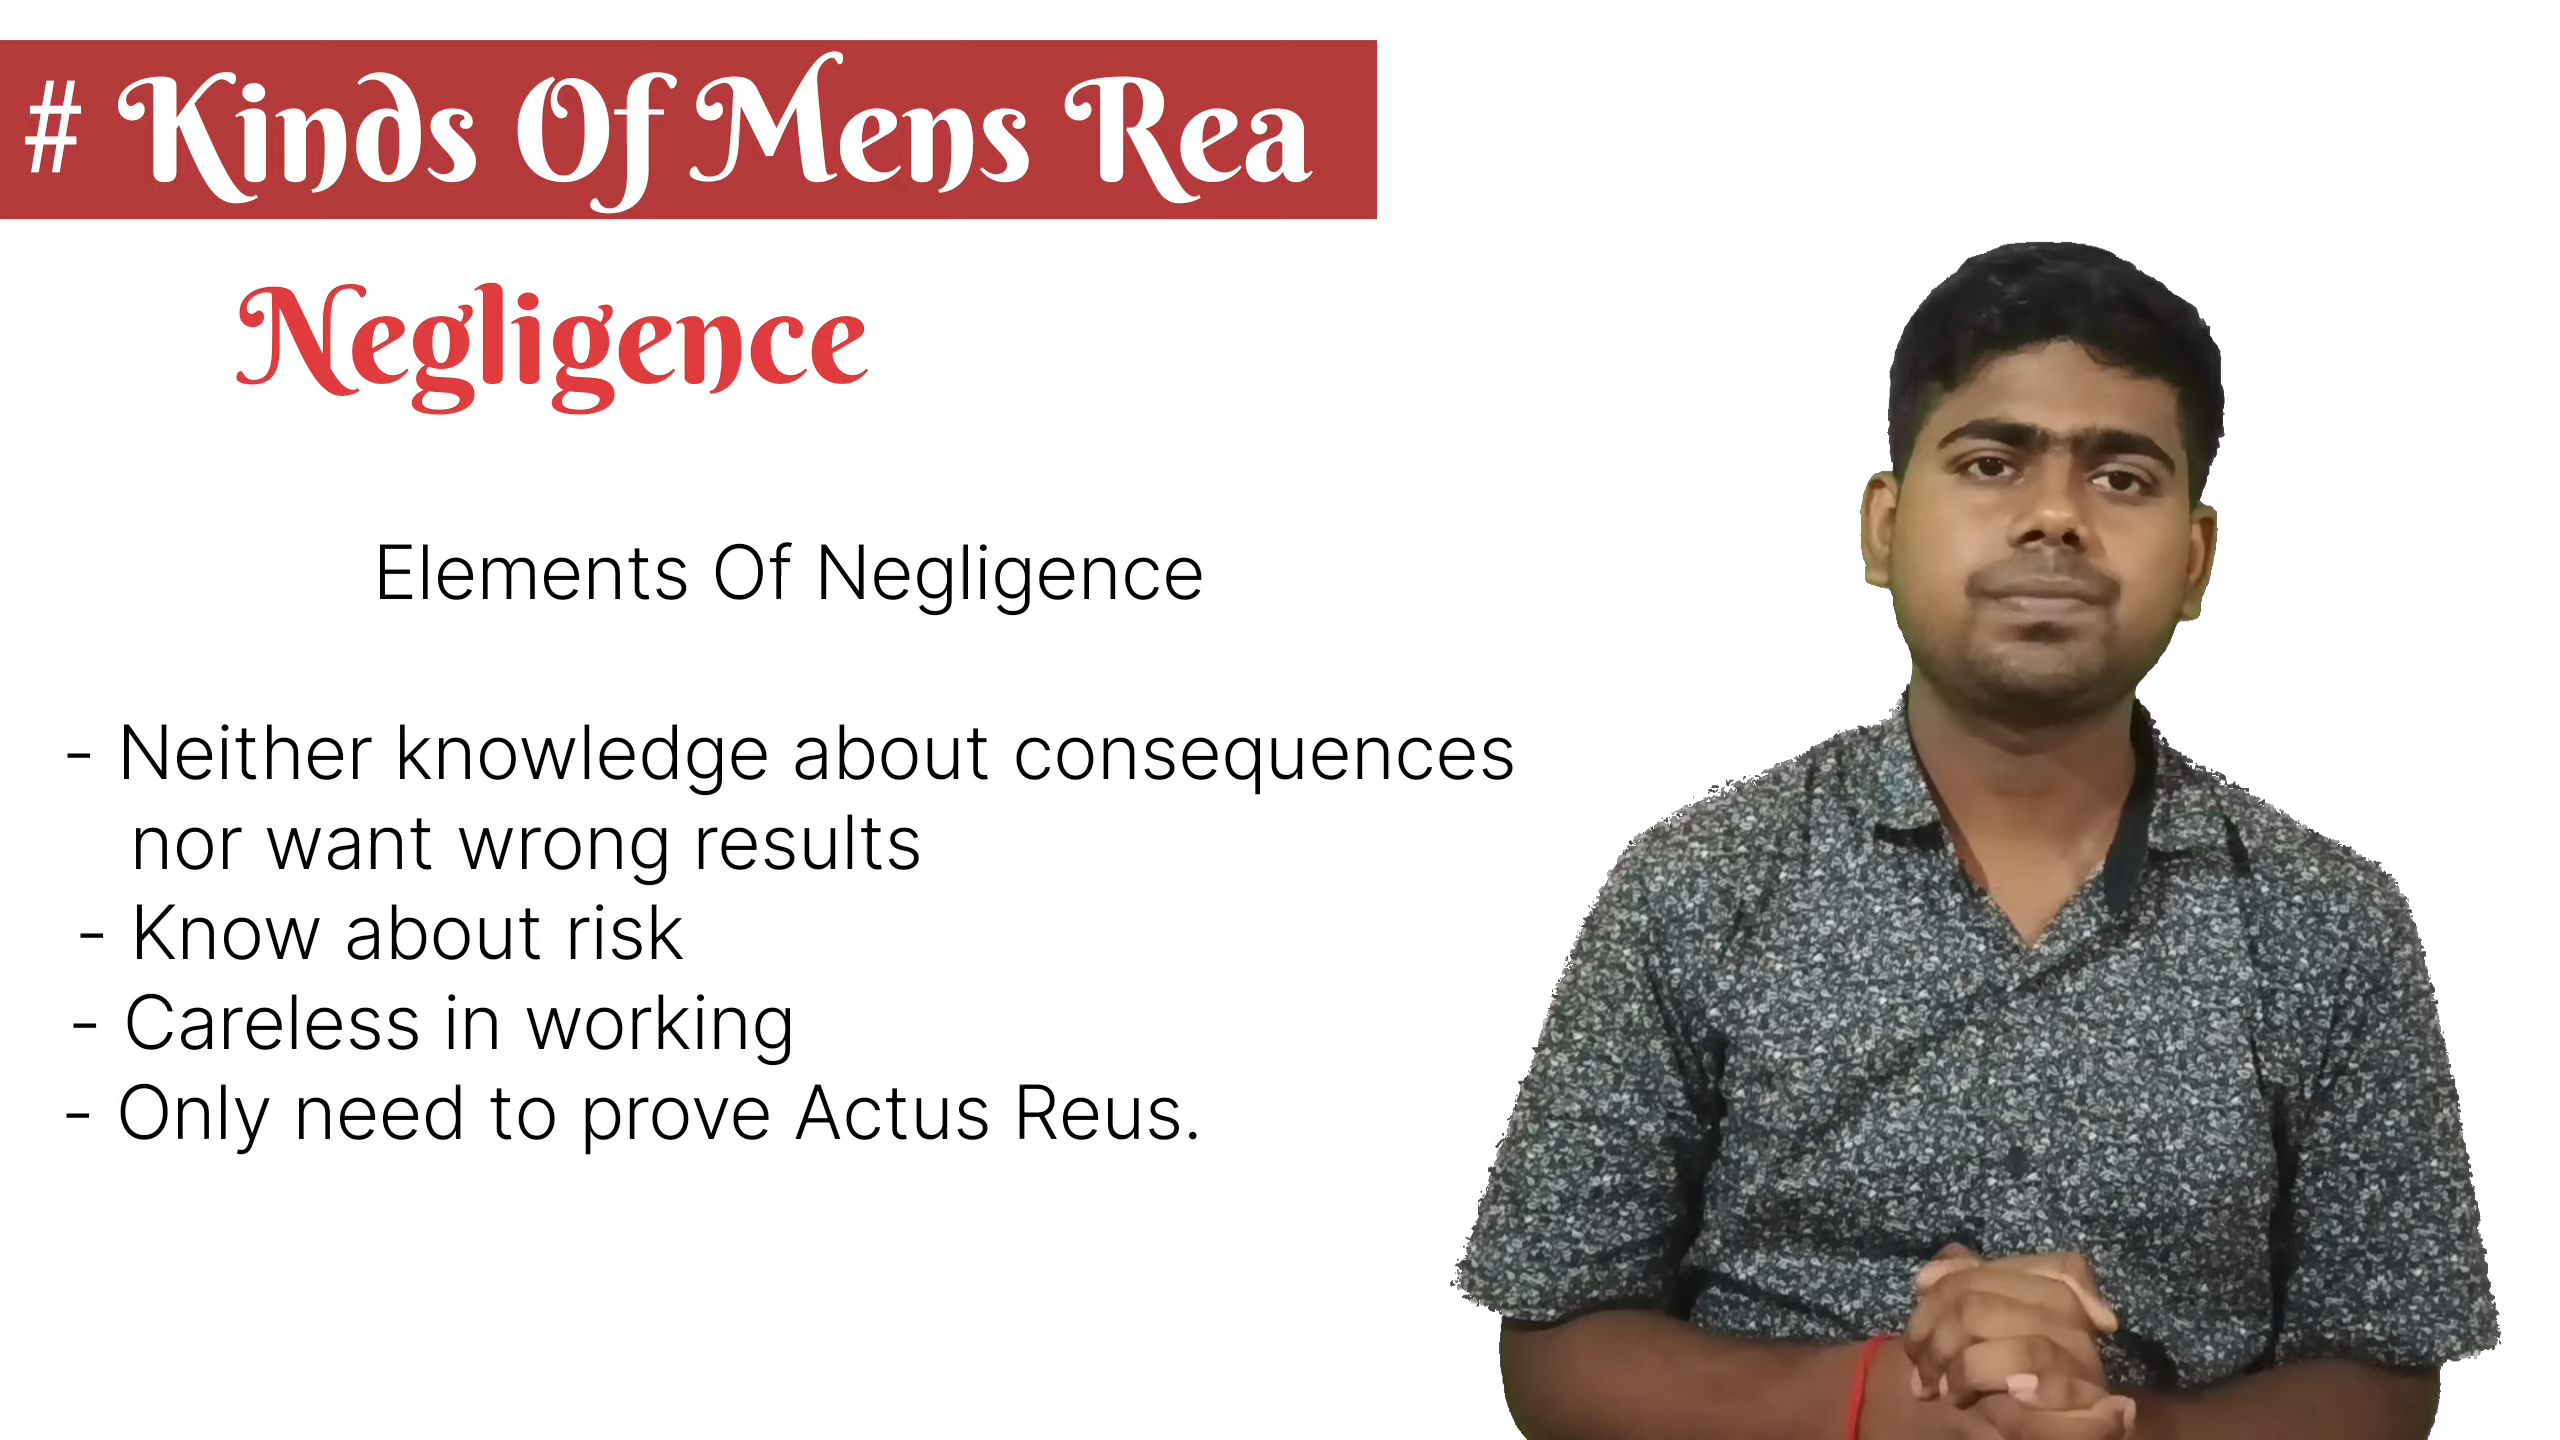 # Kinds Of Mens Rea
Negligence
Elements Of Negligence
- Neither knowledge about consequences
nor want wrong results
- Know about risk
- Careless in working
- Only need to prove Actus Reus.